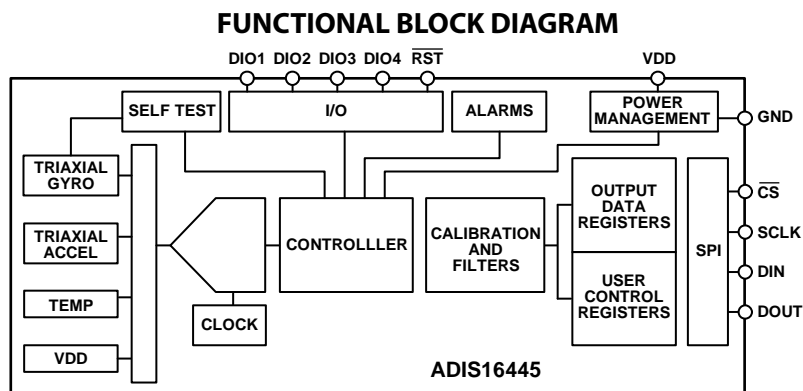 FUNCTIONAL BLOCK DIAGRAM
DIO1 DIO2 DIO3 DIO4 RST VDD
SELF TEST
I/O
ALARMS
POWER
MANAGEMENT
GND
TRIAXIAL
GYRO
TRIAXIAL
ACCEL
TEMP
VDD
CLOCK
CONTROLLLER
CALIBRATION
AND
FILTERS
OUTPUT
DATA
REGISTERS
USER
CONTROL
REGISTERS
SPI
CS
SCLK
DIN
DOUT
ADIS16445